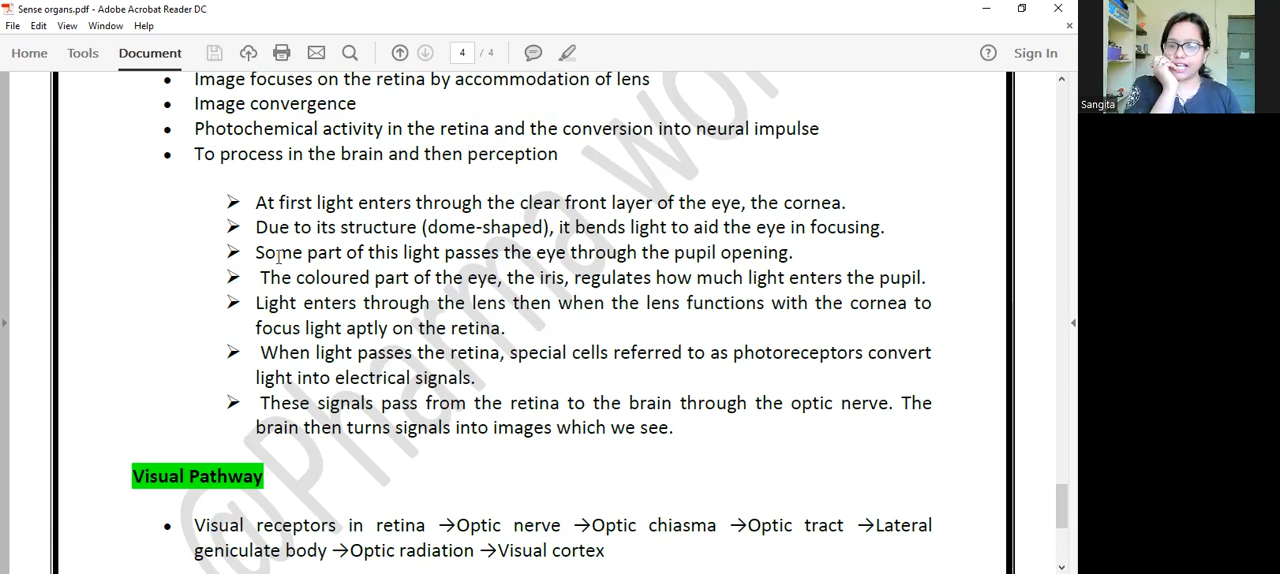 Sense organs.pdf - Adobe Acrobat Reader DC
File Edit View Window Help
Home Tools Document 4 / 4 Sign In
Sangita
Image focuses on the retina by accommodation of lens
Image convergence
Photochemical activity in the retina and the conversion into neural impulse
To process in the brain and then perception
At first light enters through the clear front layer of the eye, the cornea.
Due to its structure (dome-shaped), it bends light to aid the eye in focusing.
Some part of this light passes the eye through the pupil opening.
The coloured part of the eye, the iris, regulates how much light enters the pupil.
Light enters through the lens then when the lens functions with the cornea to
focus light aptly on the retina.
When light passes the retina, special cells referred to as photoreceptors convert
light into electrical signals.
These signals pass from the retina to the brain through the optic nerve. The
brain then turns signals into images which we see.
Visual Pathway
Visual receptors in retina →Optic nerve →Optic chiasma →Optic tract →Lateral
geniculate body →Optic radiation →Visual cortex
@Pharma